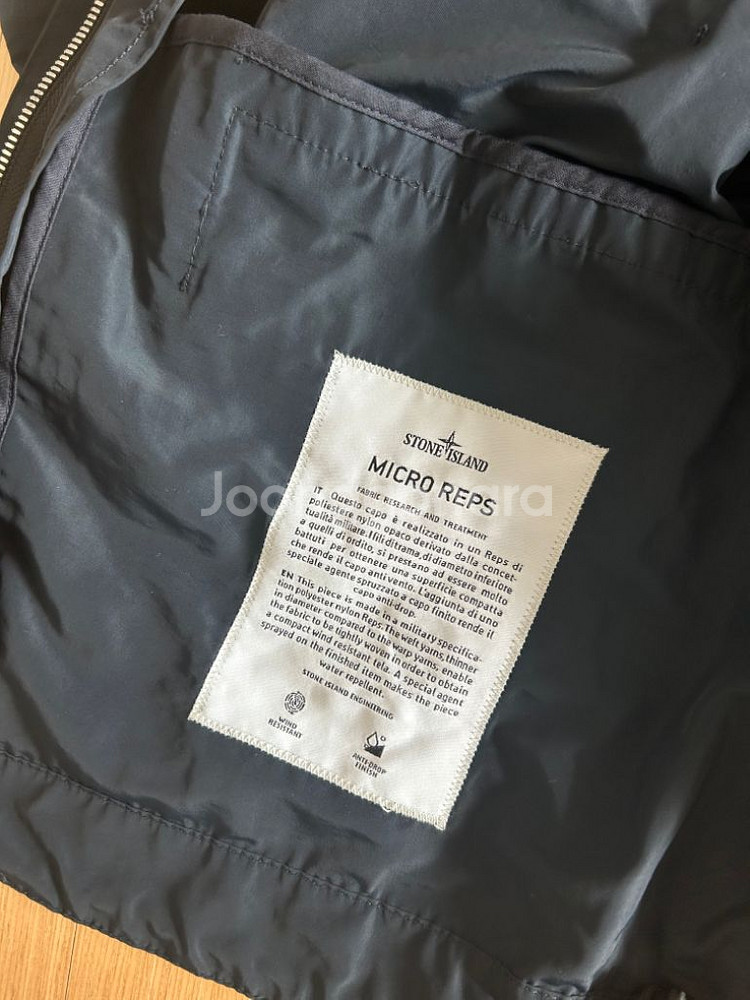 STONE ISLAND
MICRO REPS
FABRIC RESEARCH AND TREATMENT
IT Questo capo è realizzato in un Reps di
poliestere nylon opaco derivato dalla concet-
tualità militare. I fili di trama, di diametro inferiore
a quelli di ordito, si prestano ad essere molto
battuti per ottenere una superficie compatta
che rende il capo antivento. L'aggiunta di uno
speciale agente spruzzato a capo finito rende il
capo anti-drop.
EN This piece is made in a military specifica-
tion polyester nylon Reps. The weft yarns, thinner
in diameter compared to the warp yarns, enable
the fabric to be tightly woven in order to obtain
a compact wind resistant tela. A special agent
sprayed on the finished item makes the piece
water repellent.
STONE ISLAND ENGINEERING
WIND
RESISTANT
ANTI-DROP
FINISH